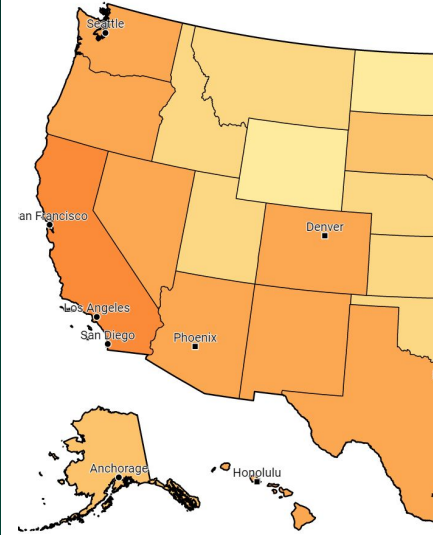 Seattle
an Francisco
Denver
Los Angeles
San Diego
Phoenix
Anchorage
Honolulu